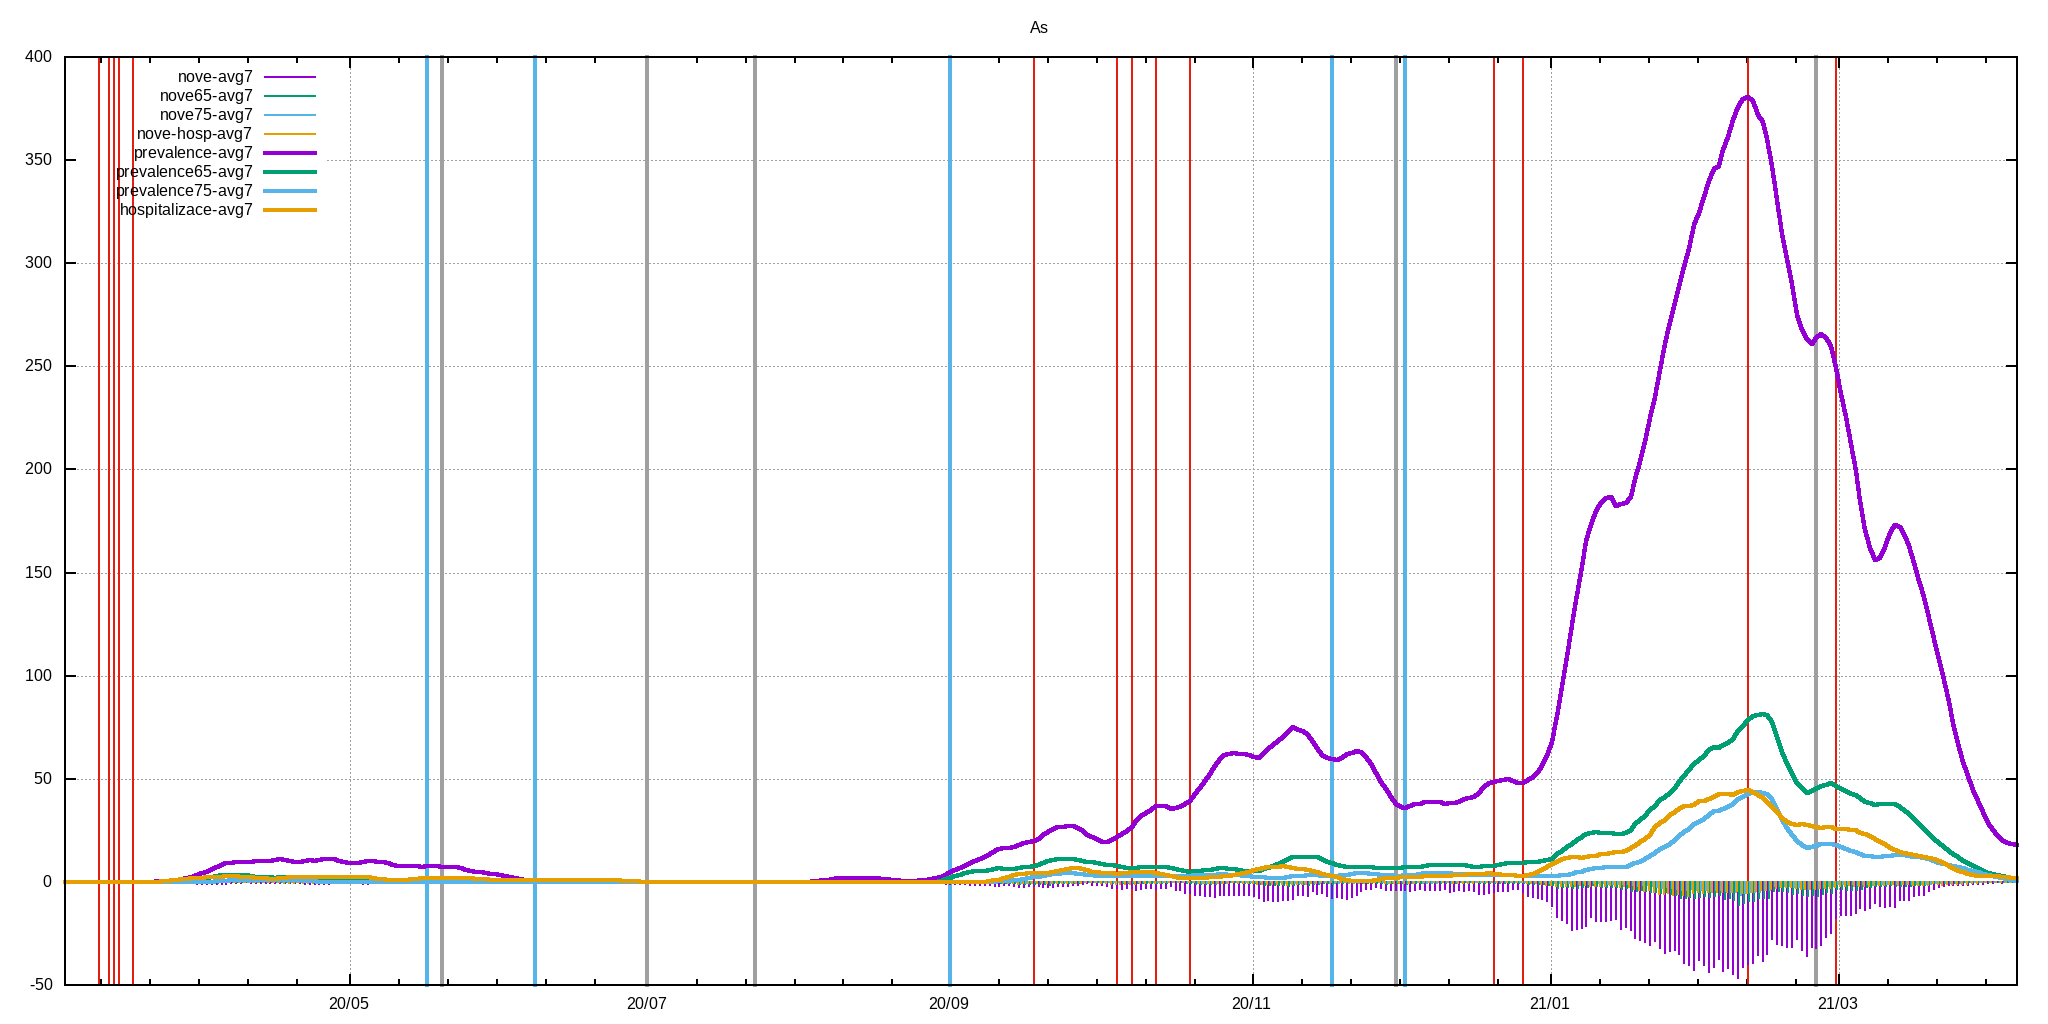 As
400
350
300
250
200
150
100
50
0
-50
nove-avg7
nove65-avg7
nove75-avg7
nove-hosp-avg7
prevalence-avg7
prevalence65-avg7
prevalence75-avg7
hospitalizace-avg7
20/05
20/07
20/09
20/11
21/01
21/03